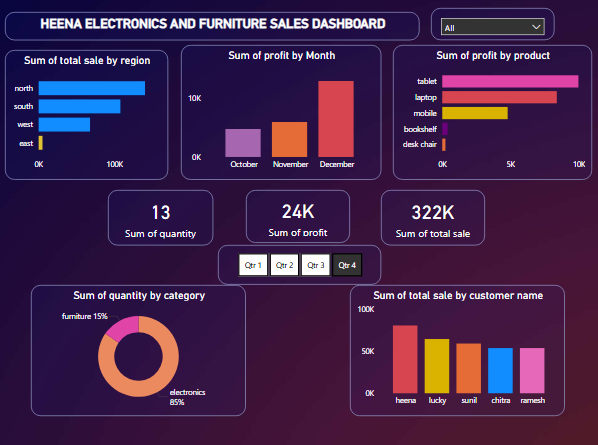 HEENA ELECTRONICS AND FURNITURE SALES DASHBOARD
All
Sum of total sale by region
north
south
west
east
0K 100K
Sum of profit by Month
10K
0K
October November December
Sum of profit by product
tablet
laptop
mobile
bookshelf
desk chair
0K 5K 10K
13
Sum of quantity
24K
Sum of profit
322K
Sum of total sale
Qtr 1 Qtr 2 Qtr 3 Qtr 4
Sum of quantity by category
furniture 15%
electronics
85%
Sum of total sale by customer name
100K
50K
0K
heena lucky sunil chitra ramesh